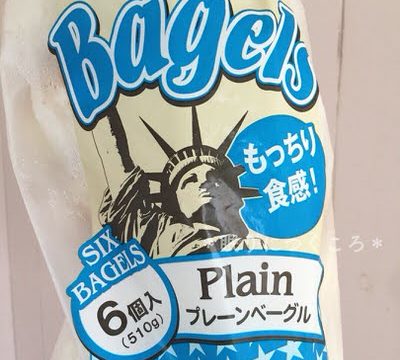 Bagels
もっちり
食感!
SIX
BAGELS
6個入
(510g)
Plain
プレーンベーグル